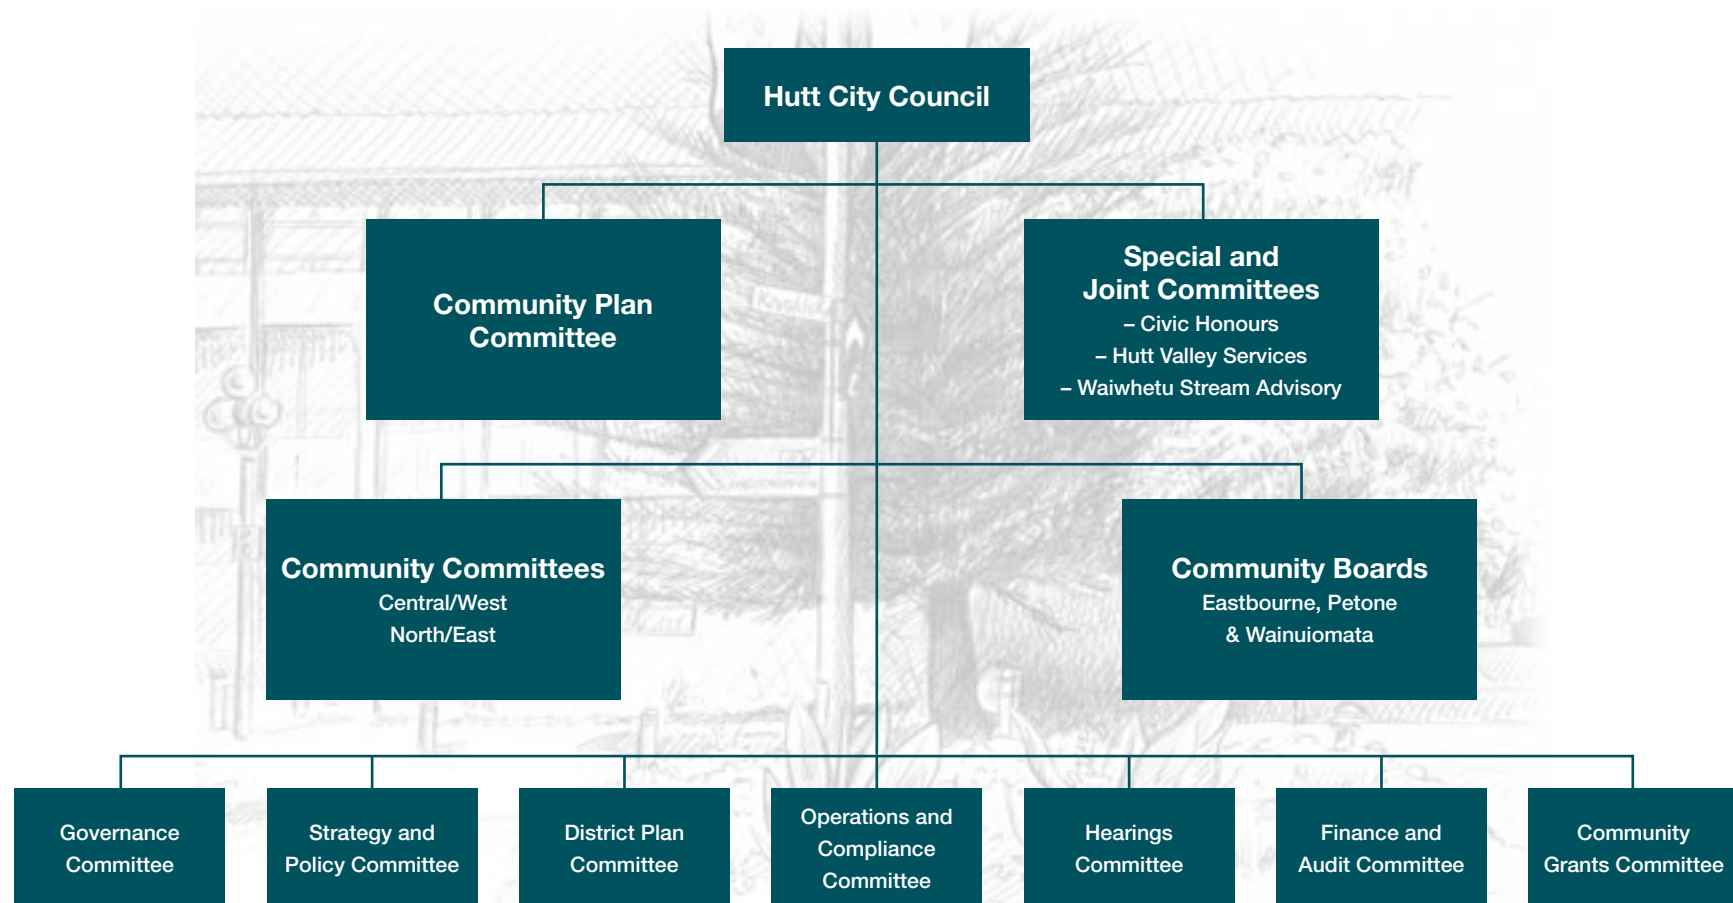 Hutt City Council
Community Plan
Committee
Special and
Joint Committees
– Civic Honours
– Hutt Valley Services
– Waiwhetu Stream Advisory
Community Committees
Central/West
North/East
Community Boards
Eastbourne, Petone
& Wainuiomata
Governance
Committee
Strategy and
Policy Committee
District Plan
Committee
Operations and
Compliance
Committee
Hearings
Committee
Finance and
Audit Committee
Community
Grants Committee